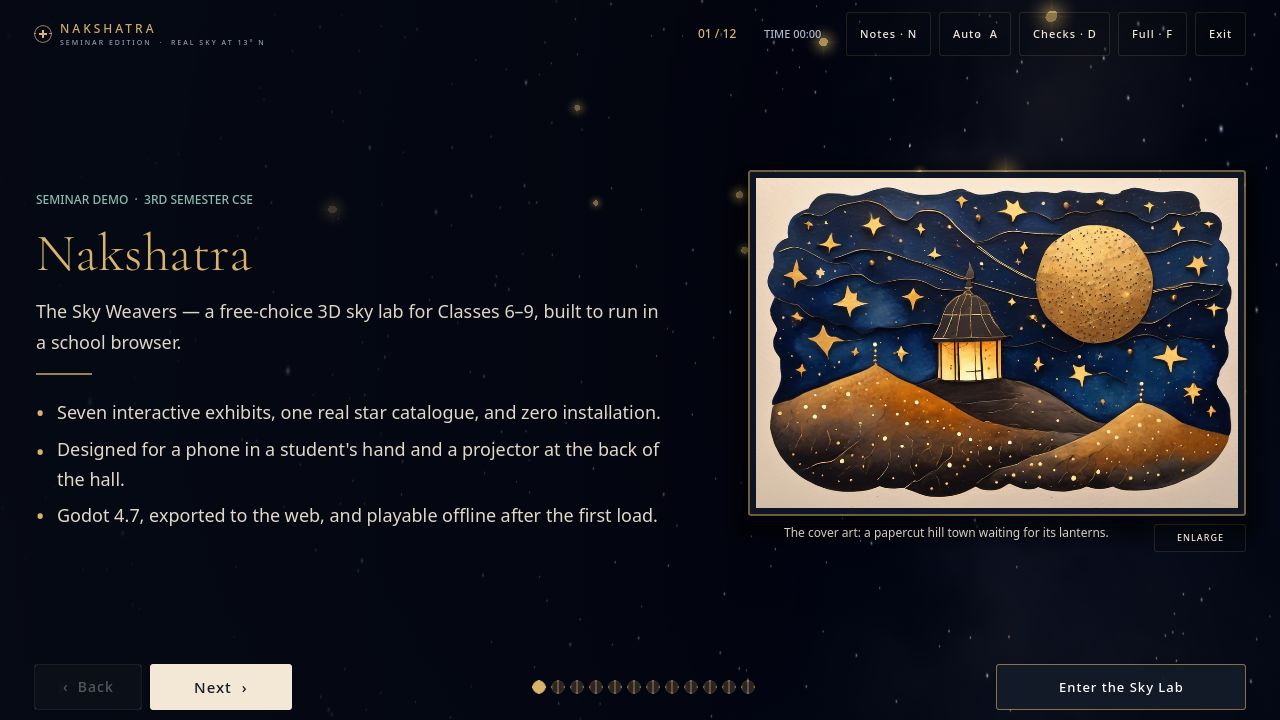 NAKSHATRA
SEMINAR EDITION · REAL SKY AT 13° N
01 / 12
TIME 00:00
Notes · N
Auto A
Checks · D
Full · F
Exit
SEMINAR DEMO · 3RD SEMESTER CSE
Nakshatra
The Sky Weavers — a free-choice 3D sky lab for Classes 6–9, built to run in
a school browser.
• Seven interactive exhibits, one real star catalogue, and zero installation.
• Designed for a phone in a student's hand and a projector at the back of
the hall.
• Godot 4.7, exported to the web, and playable offline after the first load.
The cover art: a papercut hill town waiting for its lanterns.
ENLARGE
‹ Back
Next ›
Enter the Sky Lab